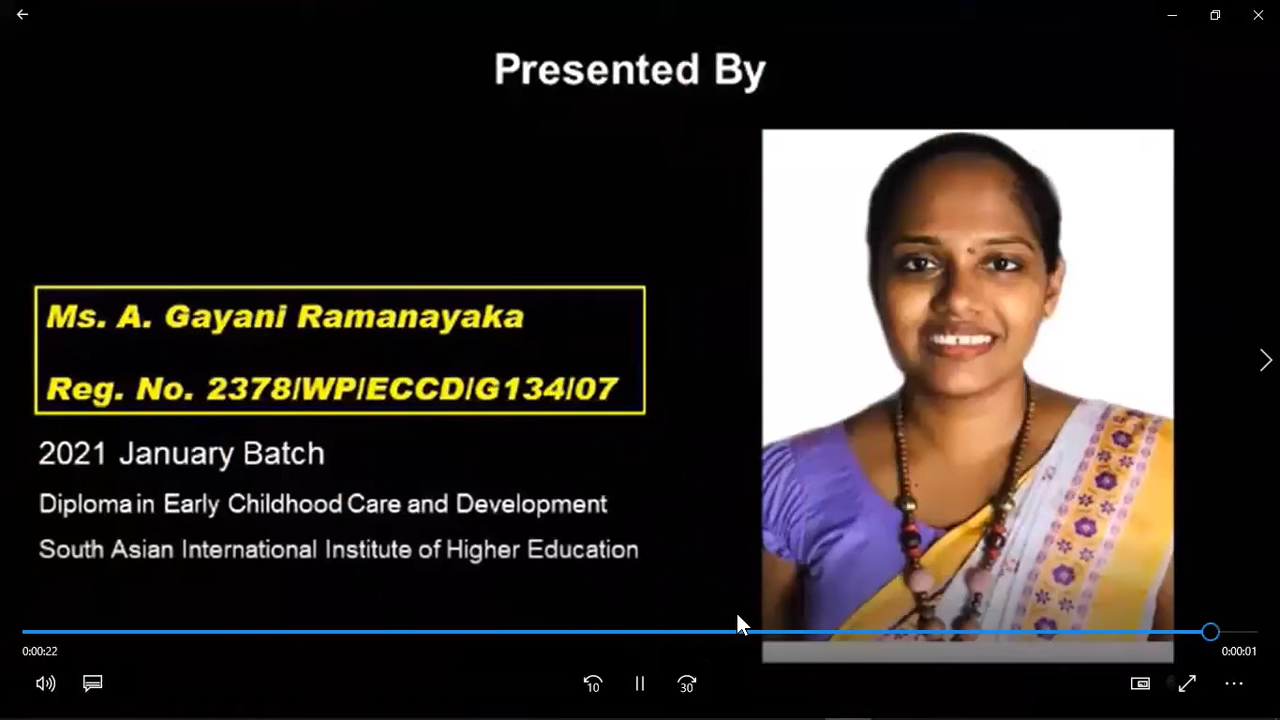 Presented By
Ms. A. Gayani Ramanayaka
Reg. No. 2378/WP/ECCD/G134/07
2021 January Batch
Diploma in Early Childhood Care and Development
South Asian International Institute of Higher Education
0:00:22
0:00:01
10
30